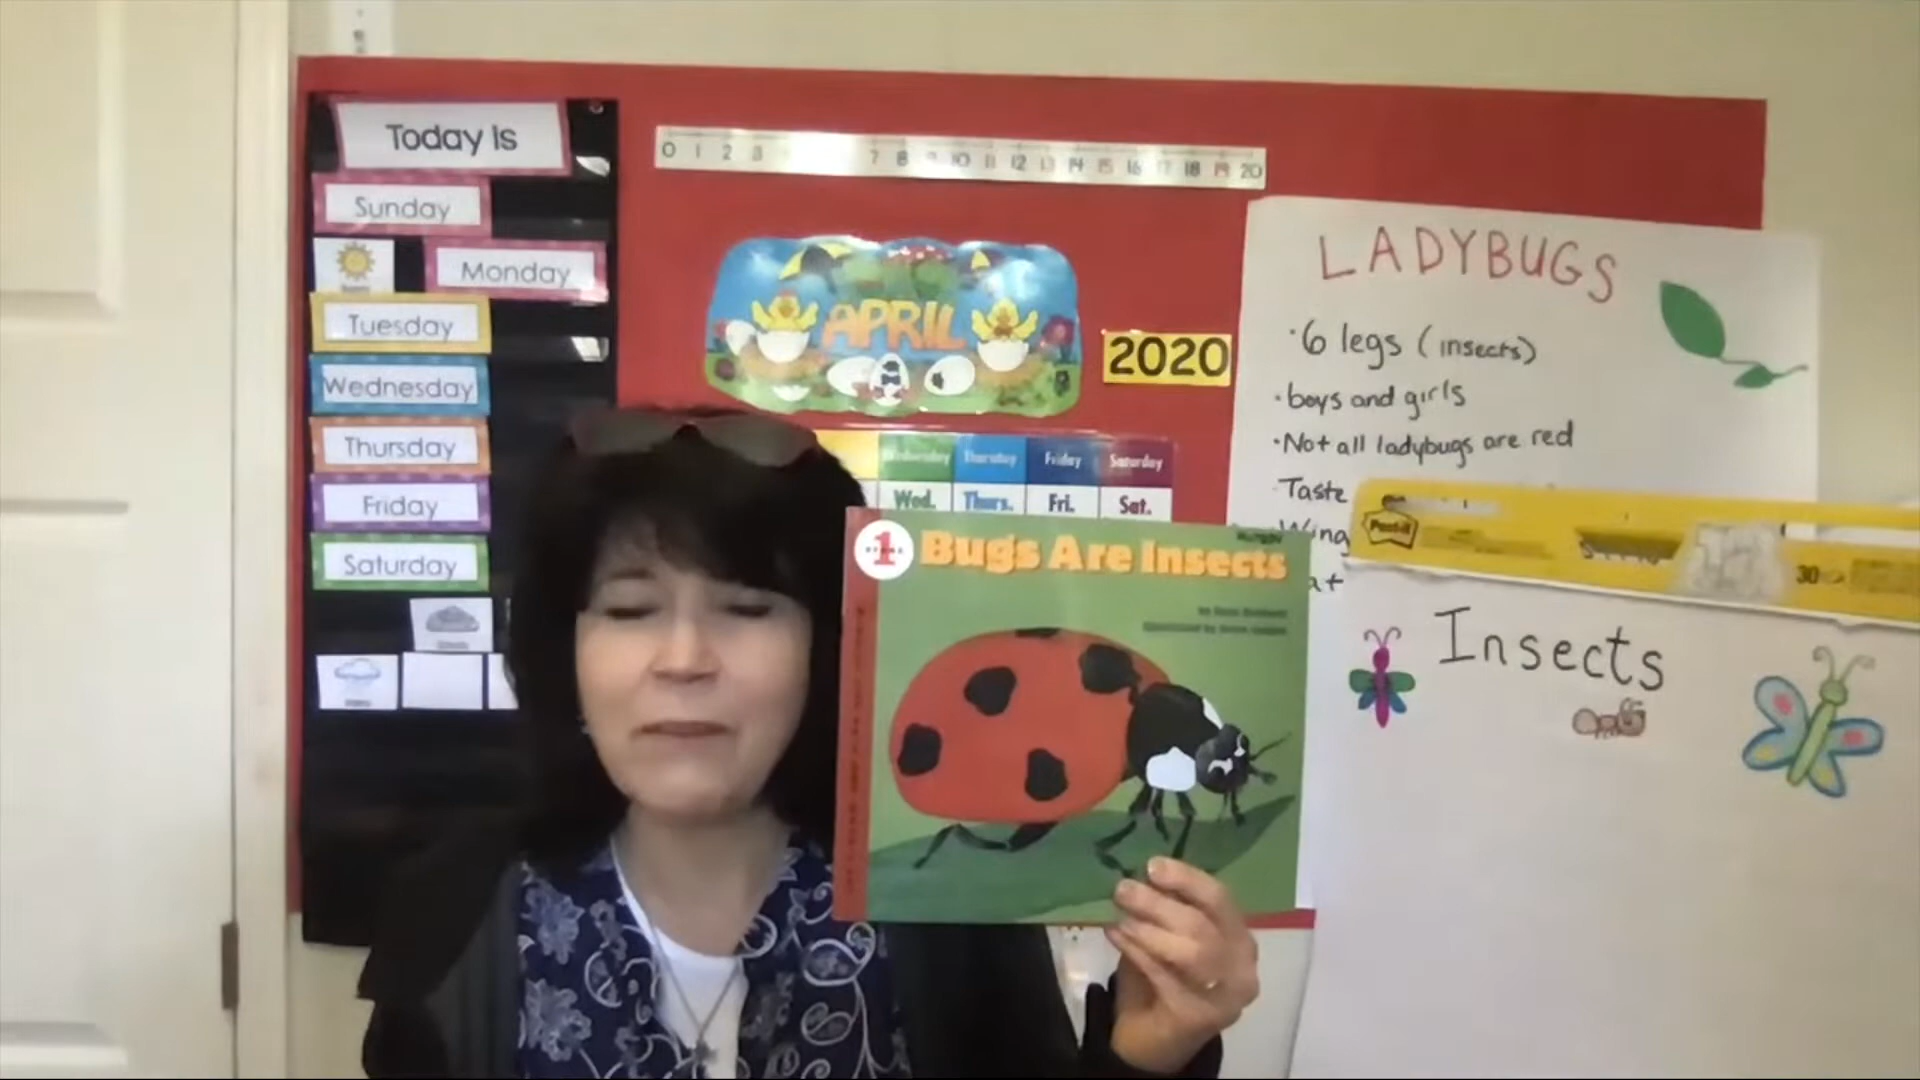 Today Is
Sunday
Monday
Tuesday
Wednesday
Thursday
Friday
Saturday
0 1 2 3 7 8 9 10 11 12 13 14 15 16 17 18 19 20
APRIL
2020
Wednesday Thursday Friday Saturday
Wed. Thurs. Fri. Sat.
LADYBUGS
·6 legs (insects)
·boys and girls
·Not all ladybugs are red
Taste
Wing
at
Post-it
30
Insects
1
Bugs Are Insects